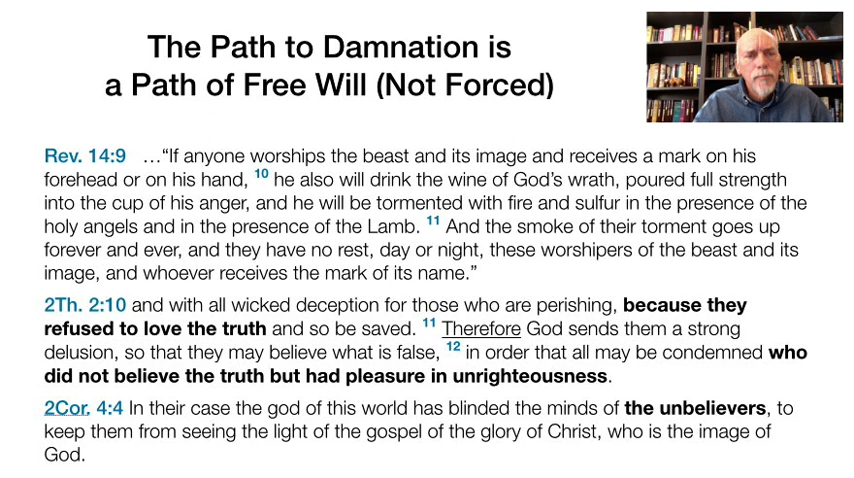 The Path to Damnation is
a Path of Free Will (Not Forced)
Rev. 14:9 …“If anyone worships the beast and its image and receives a mark on his
forehead or on his hand, 10 he also will drink the wine of God’s wrath, poured full strength
into the cup of his anger, and he will be tormented with fire and sulfur in the presence of the
holy angels and in the presence of the Lamb. 11 And the smoke of their torment goes up
forever and ever, and they have no rest, day or night, these worshipers of the beast and its
image, and whoever receives the mark of its name.”
2Th. 2:10 and with all wicked deception for those who are perishing, because they
refused to love the truth and so be saved. 11 Therefore God sends them a strong
delusion, so that they may believe what is false, 12 in order that all may be condemned who
did not believe the truth but had pleasure in unrighteousness.
2Cor. 4:4 In their case the god of this world has blinded the minds of the unbelievers, to
keep them from seeing the light of the gospel of the glory of Christ, who is the image of
God.